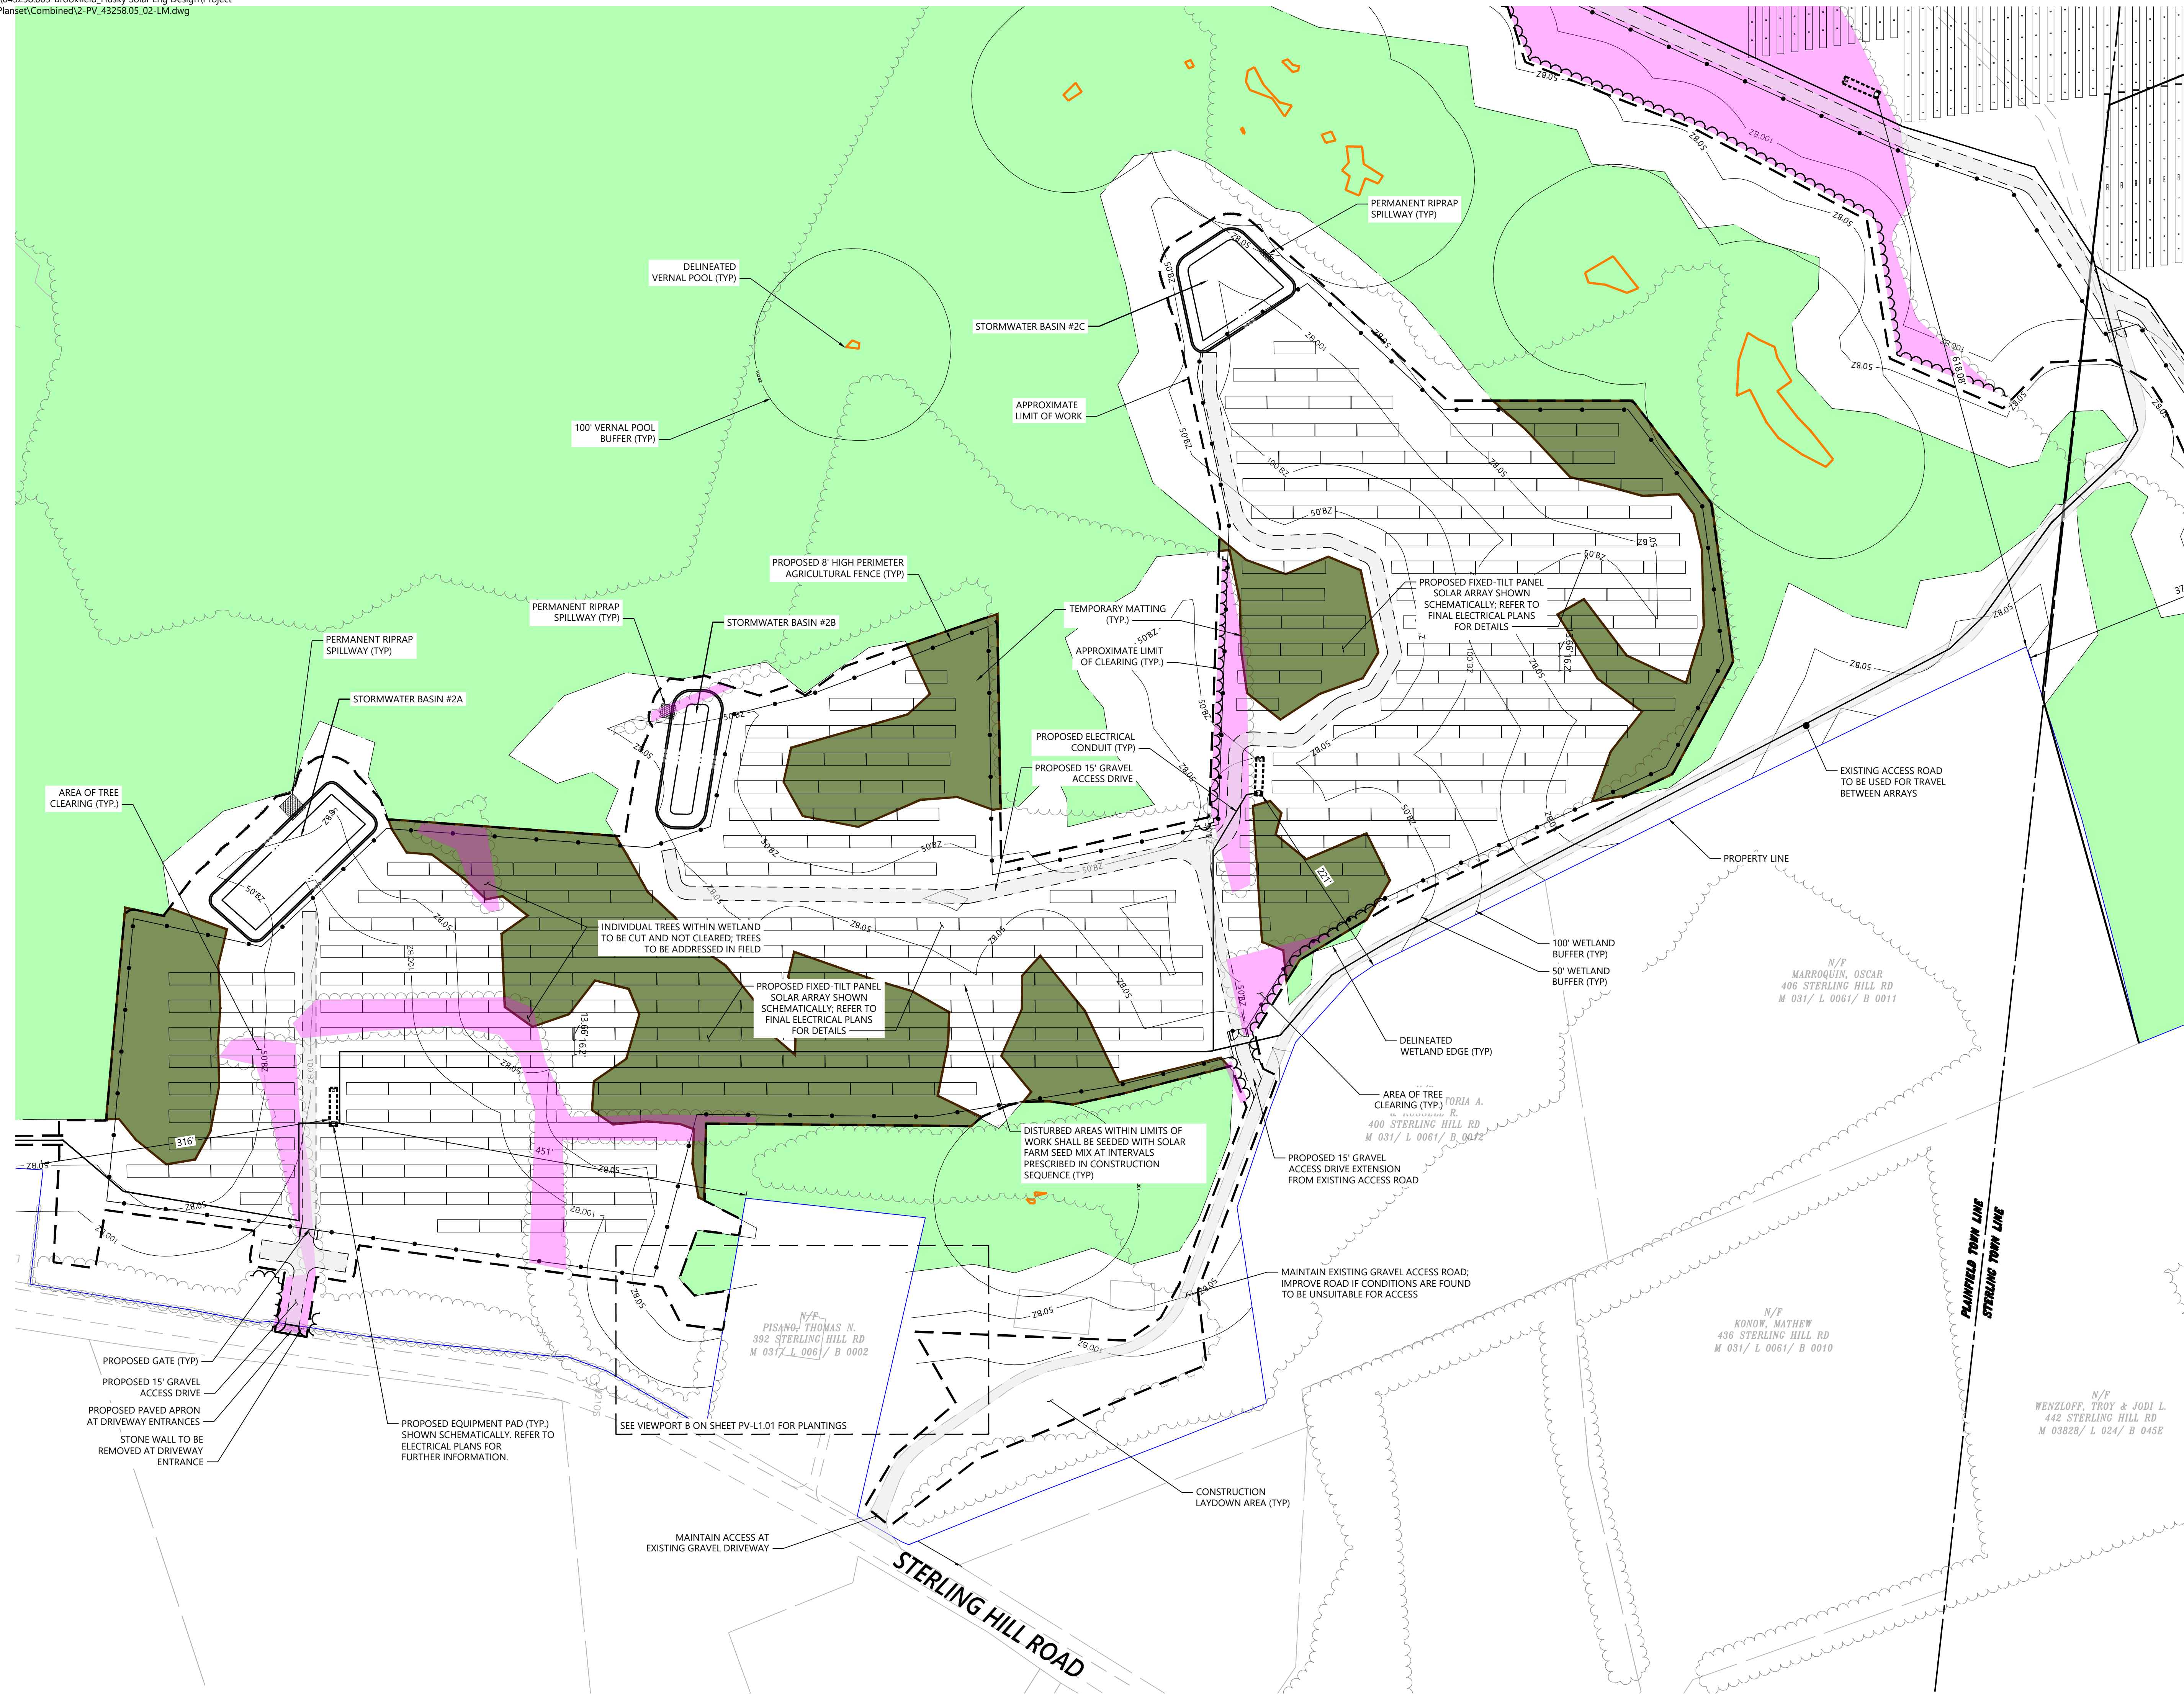 Planset\Combined\2-PV_43258.05_02-LM.dwg
PERMANENT RIPRAP
SPILLWAY (TYP)
DELINEATED
VERNAL POOL (TYP)
STORMWATER BASIN #2C
100' VERNAL POOL
BUFFER (TYP)
APPROXIMATE
LIMIT OF WORK
618.08'
PROPOSED 8' HIGH PERIMETER
AGRICULTURAL FENCE (TYP)
PERMANENT RIPRAP
SPILLWAY (TYP)
STORMWATER BASIN #2B
TEMPORARY MATTING
(TYP.)
PROPOSED FIXED-TILT PANEL
SOLAR ARRAY SHOWN
SCHEMATICALLY; REFER TO
FINAL ELECTRICAL PLANS
FOR DETAILS
PERMANENT RIPRAP
SPILLWAY (TYP)
APPROXIMATE LIMIT
OF CLEARING (TYP.)
STORMWATER BASIN #2A
PROPOSED ELECTRICAL
CONDUIT (TYP)
PROPOSED 15' GRAVEL
ACCESS DRIVE
AREA OF TREE
CLEARING (TYP.)
EXISTING ACCESS ROAD
TO BE USED FOR TRAVEL
BETWEEN ARRAYS
PROPERTY LINE
221'
INDIVIDUAL TREES WITHIN WETLAND
TO BE CUT AND NOT CLEARED; TREES
TO BE ADDRESSED IN FIELD
100' WETLAND
BUFFER (TYP)
50' WETLAND
BUFFER (TYP)
N/F
MARROQUIN, OSCAR
406 STERLING HILL RD
M 031/ L 0061/ B 0011
PROPOSED FIXED-TILT PANEL
SOLAR ARRAY SHOWN
SCHEMATICALLY; REFER TO
FINAL ELECTRICAL PLANS
FOR DETAILS
13.66' 16.2'
DELINEATED
WETLAND EDGE (TYP)
AREA OF TREE
CLEARING (TYP.)
400 STERLING HILL RD
M 031/ L 0061/ B 0012
316'
451'
DISTURBED AREAS WITHIN LIMITS OF
WORK SHALL BE SEEDED WITH SOLAR
FARM SEED MIX AT INTERVALS
PRESCRIBED IN CONSTRUCTION
SEQUENCE (TYP)
PROPOSED 15' GRAVEL
ACCESS DRIVE EXTENSION
FROM EXISTING ACCESS ROAD
PLAINFIELD TOWN LINE
STERLING TOWN LINE
MAINTAIN EXISTING GRAVEL ACCESS ROAD;
IMPROVE ROAD IF CONDITIONS ARE FOUND
TO BE UNSUITABLE FOR ACCESS
N/F
PISANO, THOMAS N.
392 STERLING HILL RD
M 031/ L 0061/ B 0002
N/F
KONOW, MATHEW
436 STERLING HILL RD
M 031/ L 0061/ B 0010
PROPOSED GATE (TYP)
PROPOSED 15' GRAVEL
ACCESS DRIVE
PROPOSED PAVED APRON
AT DRIVEWAY ENTRANCES
STONE WALL TO BE
REMOVED AT DRIVEWAY
ENTRANCE
PROPOSED EQUIPMENT PAD (TYP.)
SHOWN SCHEMATICALLY. REFER TO
ELECTRICAL PLANS FOR
FURTHER INFORMATION.
SEE VIEWPORT B ON SHEET PV-L1.01 FOR PLANTINGS
N/F
WENZLOFF, TROY & JODI L.
442 STERLING HILL RD
M 03828/ L 024/ B 045E
CONSTRUCTION
LAYDOWN AREA (TYP)
MAINTAIN ACCESS AT
EXISTING GRAVEL DRIVEWAY
STERLING HILL ROAD